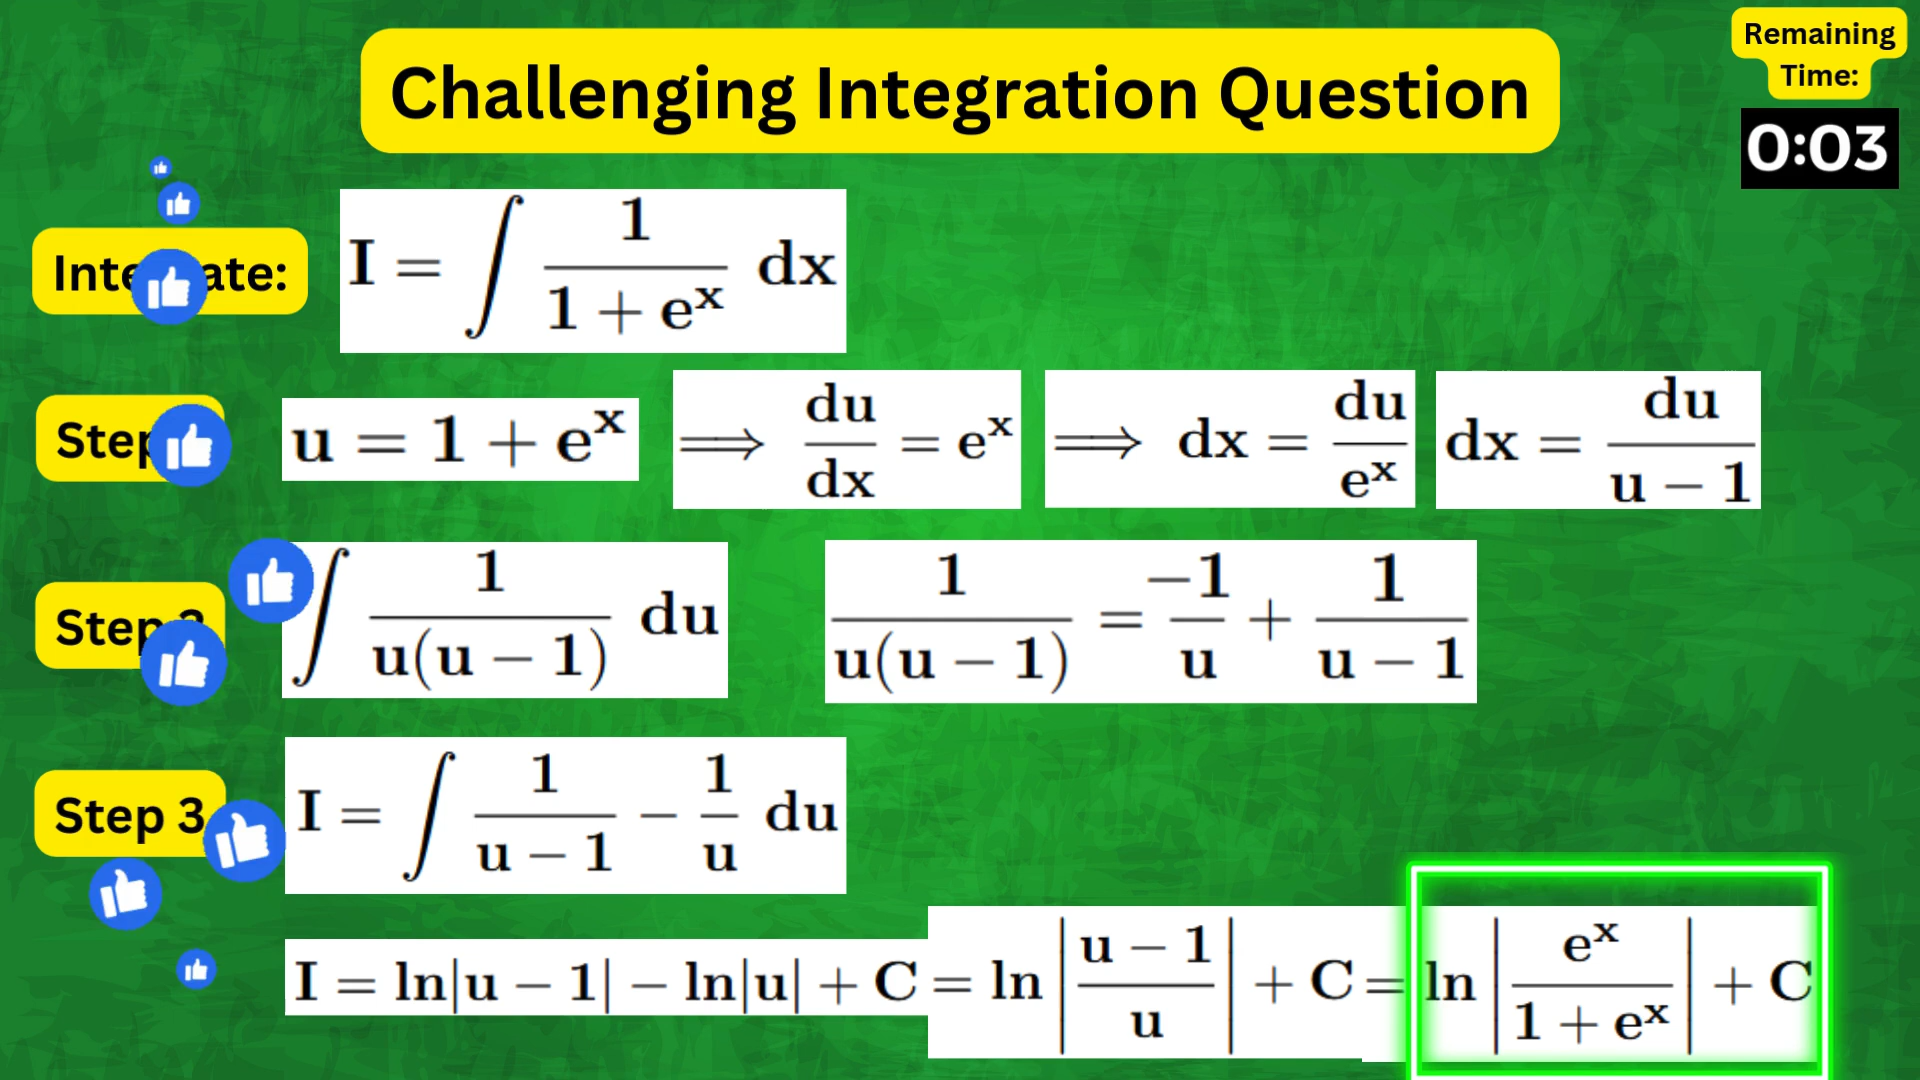 Challenging Integration Question
Remaining
Time:
0:03
I = ∫ 1/(1 + e^x) dx
Step
u = 1 + e^x ⟹ du/dx = e^x ⟹ dx = du/e^x dx = du/(u − 1)
Step
∫ 1/(u(u − 1)) du 1/(u(u − 1)) = −1/u + 1/(u − 1)
Step 3
I = ∫ 1/(u − 1) − 1/u du
I = ln|u − 1| − ln|u| + C = ln |(u − 1)/u| + C = ln |e^x/(1 + e^x)| + C